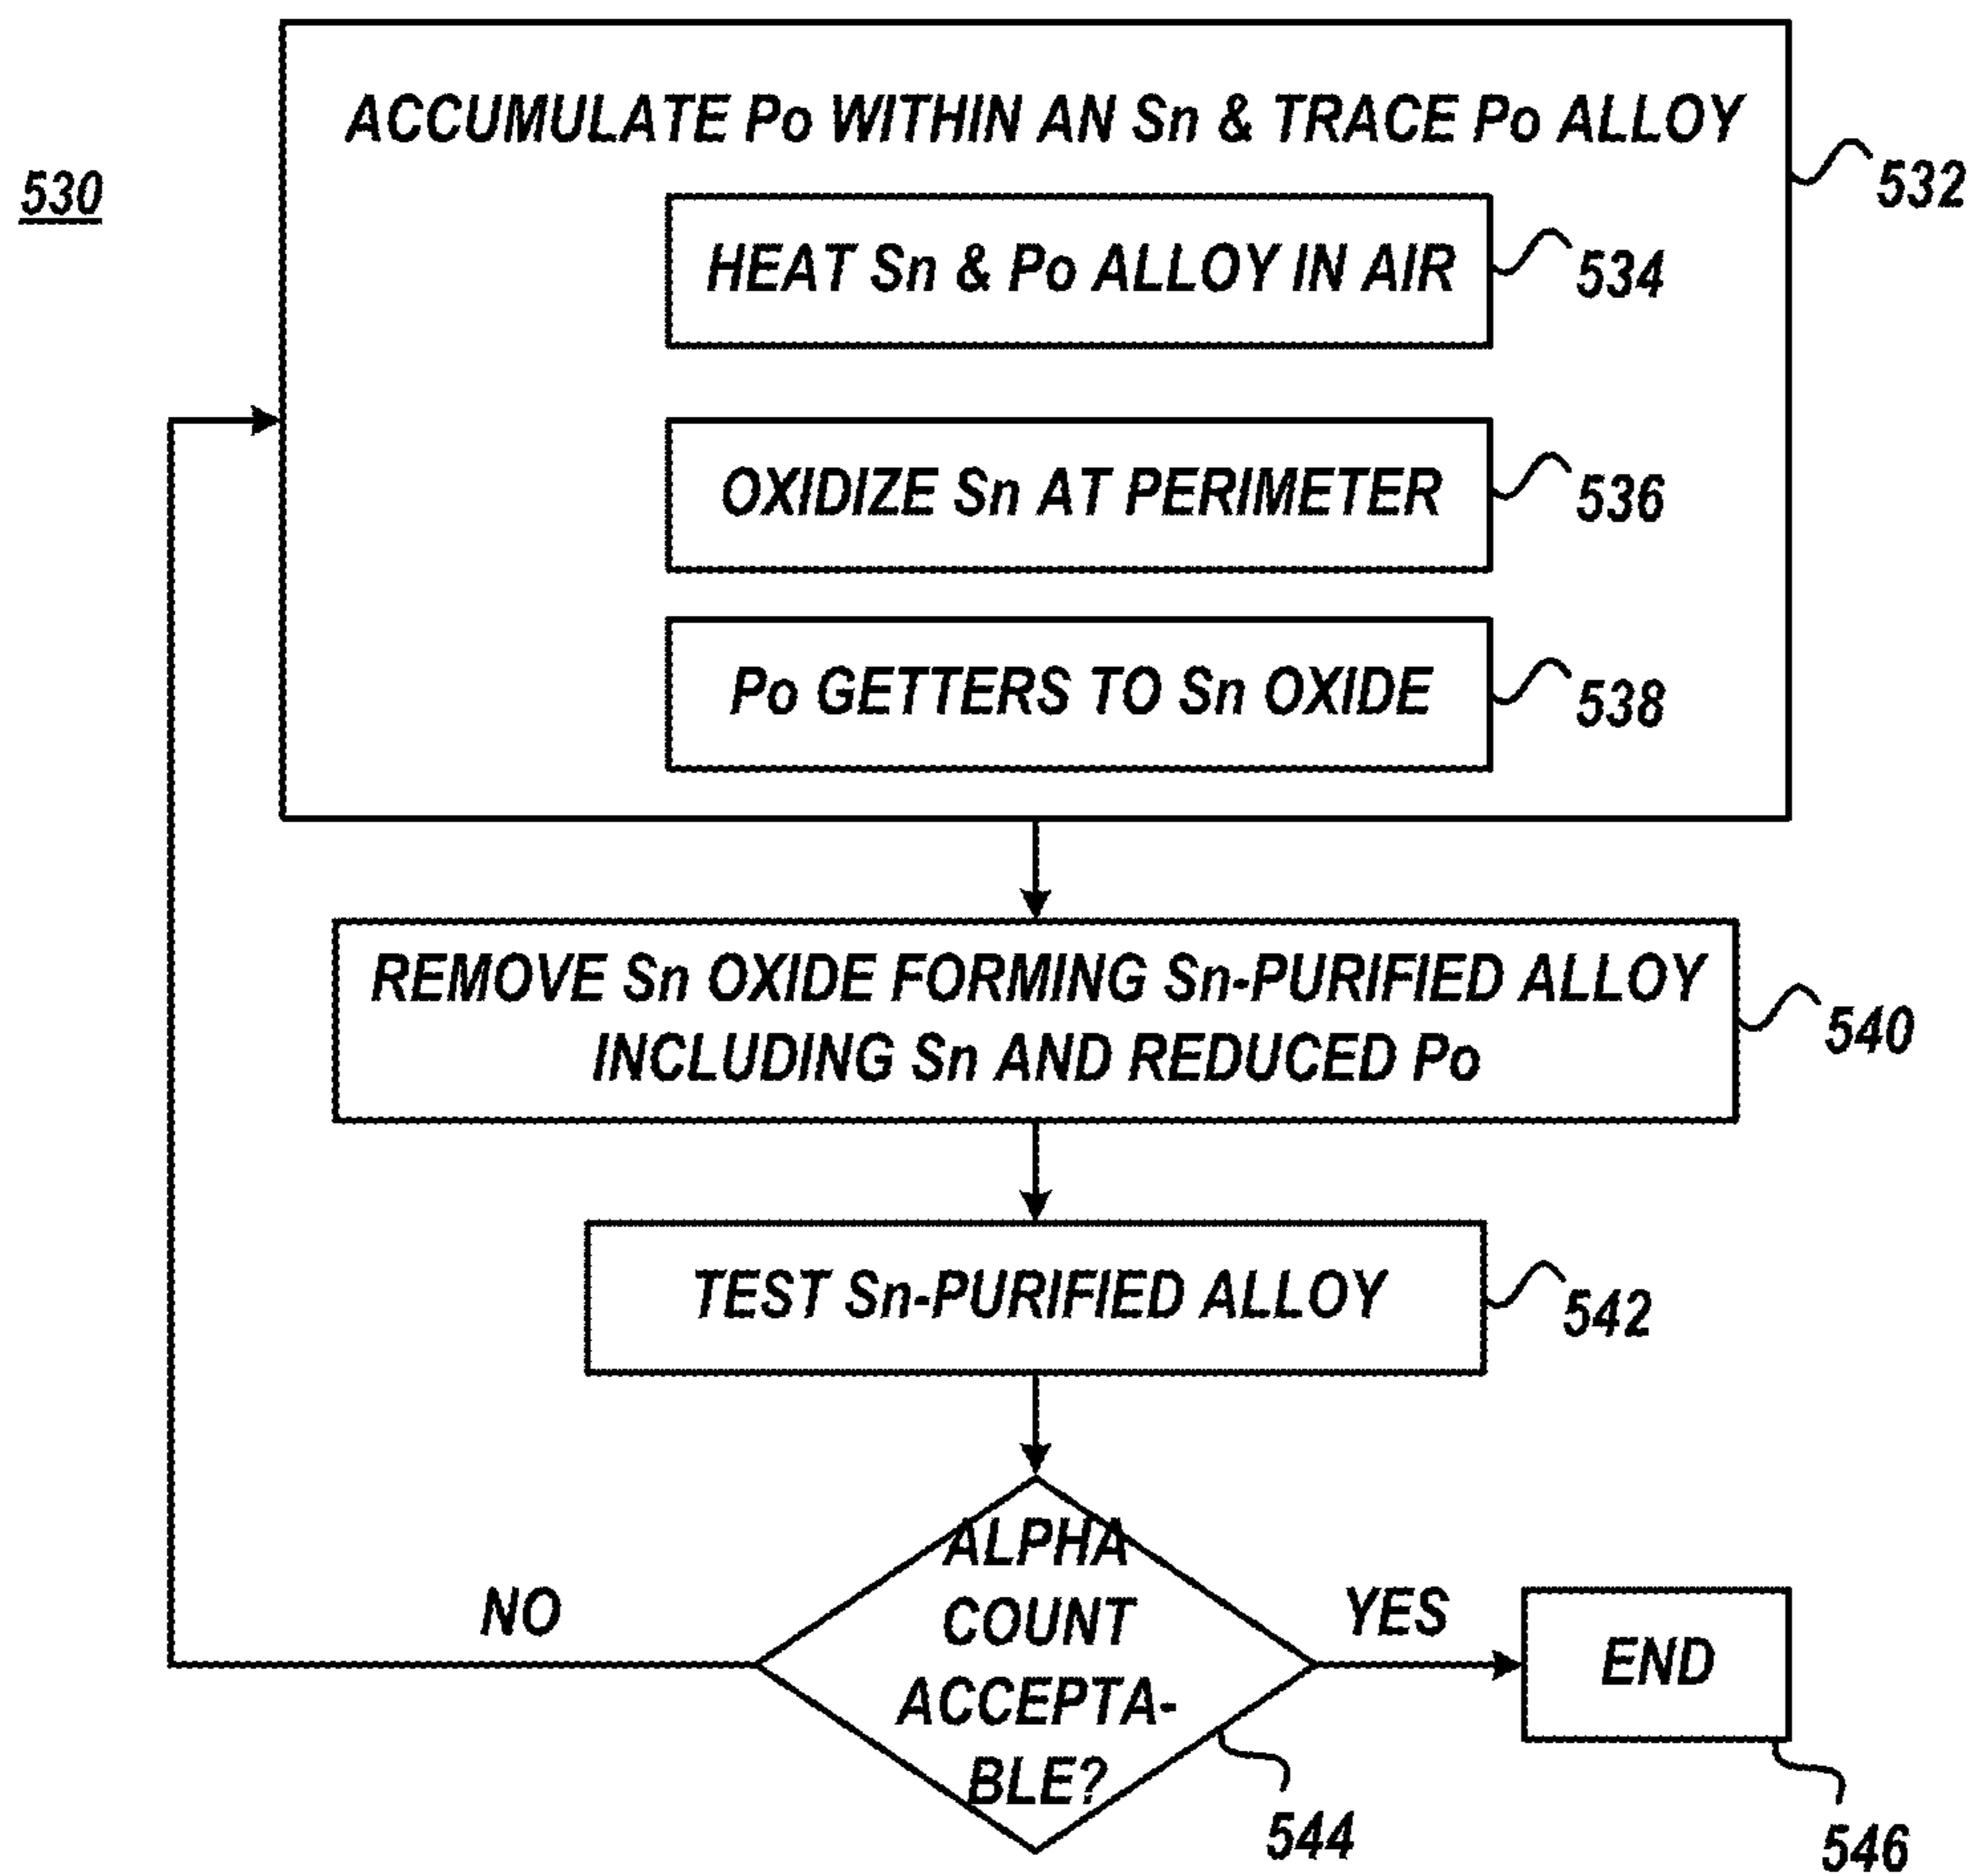 ACCUMULATE Po WITHIN AN Sn & TRACE Po ALLOY
530
532
HEAT Sn & Po ALLOY IN AIR
534
OXIDIZE Sn AT PERIMETER
536
Po GETTERS TO Sn OXIDE
538
REMOVE Sn OXIDE FORMING Sn-PURIFIED ALLOY
INCLUDING Sn AND REDUCED Po
540
TEST Sn-PURIFIED ALLOY
542
ALPHA
COUNT
ACCEPTA-
BLE?
NO
YES
END
544
546